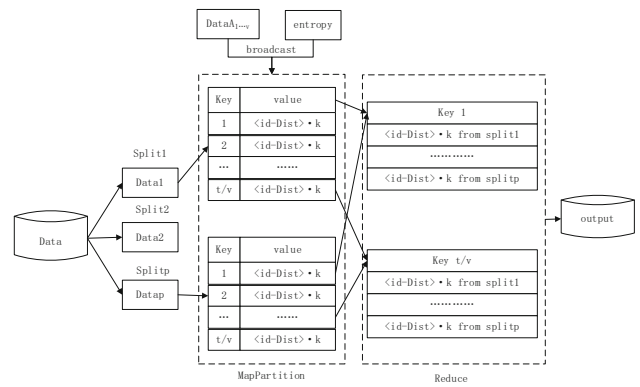 DataA1…v
entropy
broadcast
Key value
1 <id-Dist>•k
2 <id-Dist>•k
… ……
t/v <id-Dist>•k
Split1
Data1
Split2
Data2
Splitp
Datap
Data
Key value
1 <id-Dist>•k
2 <id-Dist>•k
… ……
t/v <id-Dist>•k
MapPartition
Key 1
<id-Dist>•k from split1
…………
<id-Dist>•k from splitp
Key t/v
<id-Dist>•k from split1
…………
<id-Dist>•k from splitp
Reduce
output